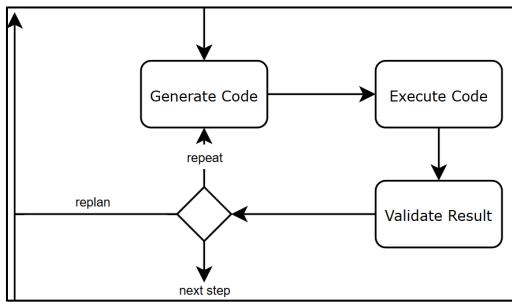 Generate Code
Execute Code
repeat
replan
Validate Result
next step